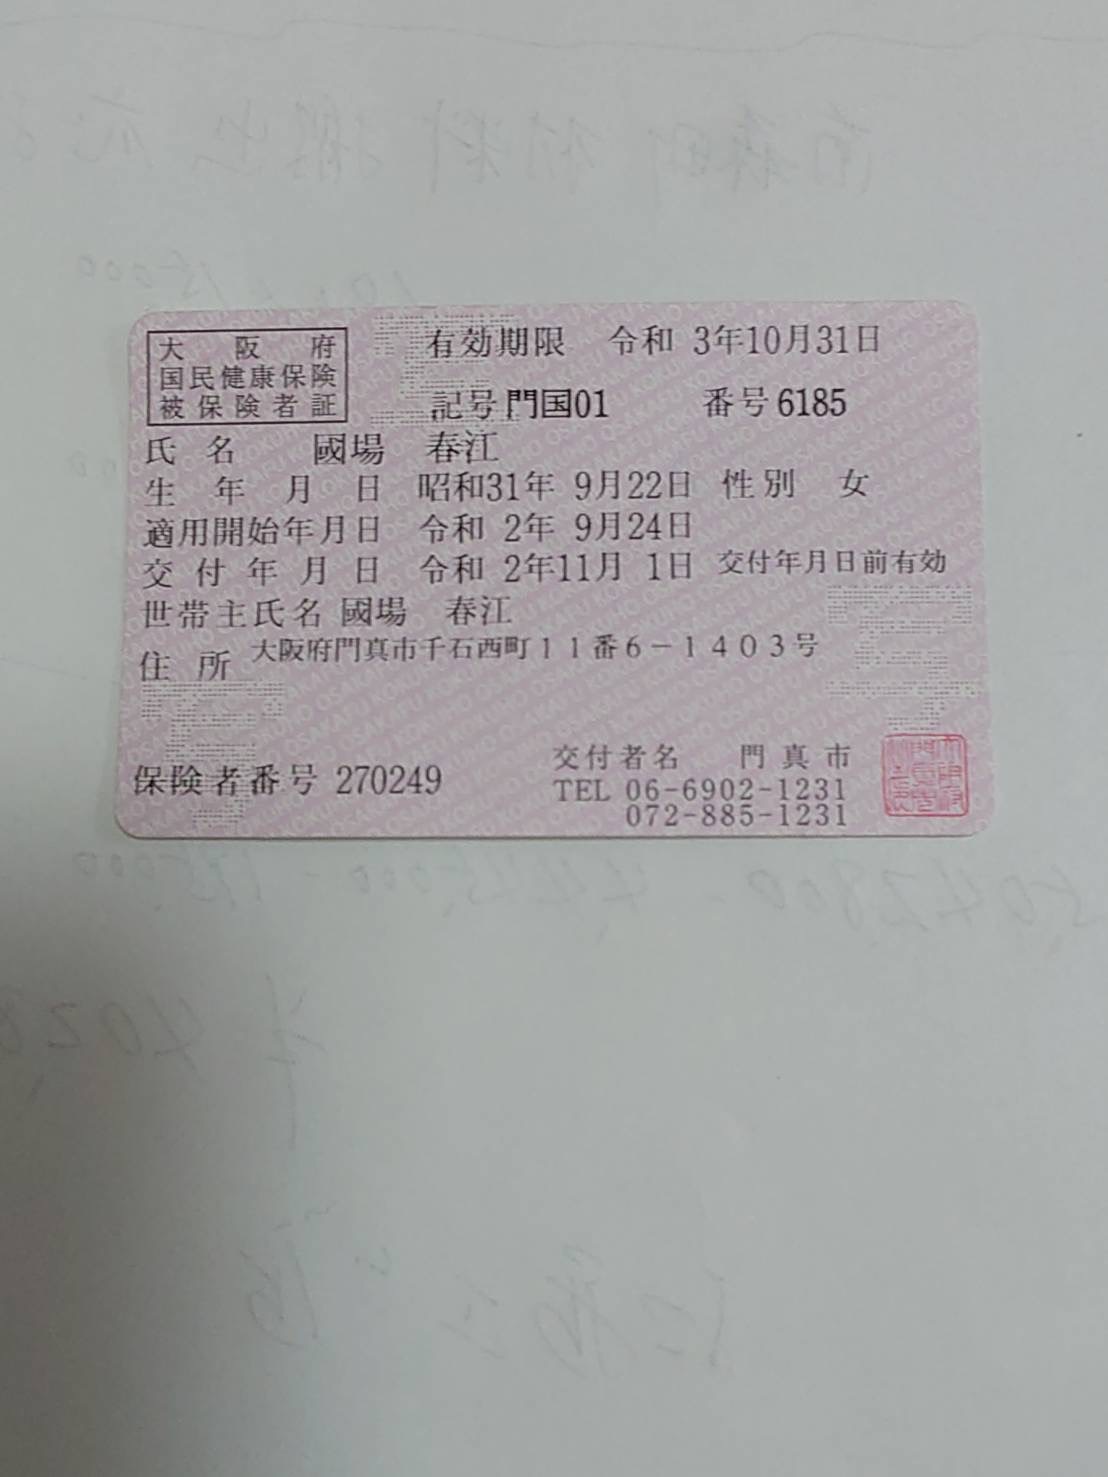 大阪府
国民健康保険
被保険者証
有効期限 令和 3年10月31日
記号 門国01 番号 6185
氏名 國場 春江
生年月日 昭和31年 9月22日 性別 女
適用開始年月日 令和 2年 9月24日
交付年月日 令和 2年11月 1日 交付年月日前有効
世帯主氏名 國場 春江
住所 大阪府門真市千石西町11番6-1403号
保険者番号 270249
交付者名 門真市
TEL 06-6902-1231
072-885-1231